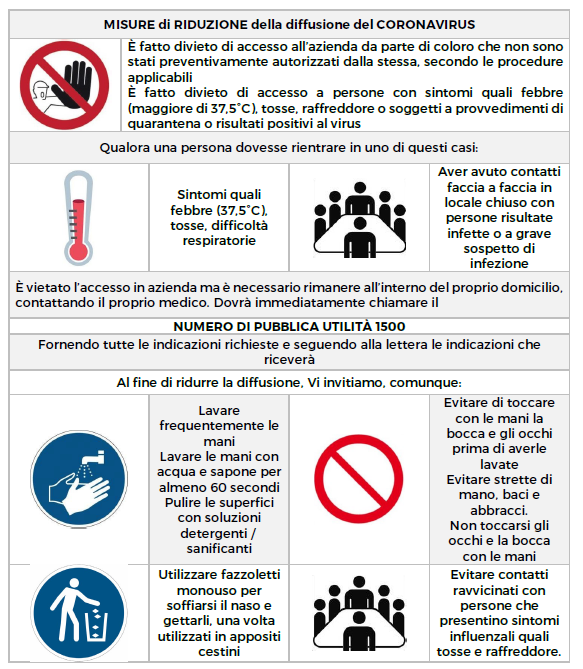 MISURE di RIDUZIONE della diffusione del CORONAVIRUS
È fatto divieto di accesso all'azienda da parte di coloro che non sono
stati preventivamente autorizzati dalla stessa, secondo le procedure
applicabili
È fatto divieto di accesso a persone con sintomi quali febbre
(maggiore di 37,5°C), tosse, raffreddore o soggetti a provvedimenti di
quarantena o risultati positivi al virus
Qualora una persona dovesse rientrare in uno di questi casi:
Sintomi quali
febbre (37,5°C),
tosse, difficoltà
respiratorie
Aver avuto contatti
faccia a faccia in
locale chiuso con
persone risultate
infette o a grave
sospetto di
infezione
È vietato l'accesso in azienda ma è necessario rimanere all'interno del proprio domicilio,
contattando il proprio medico. Dovrà immediatamente chiamare il
NUMERO DI PUBBLICA UTILITÀ 1500
Fornendo tutte le indicazioni richieste e seguendo alla lettera le indicazioni che
riceverà
Al fine di ridurre la diffusione, Vi invitiamo, comunque:
Lavare
frequentemente le
mani
Lavare le mani con
acqua e sapone per
almeno 60 secondi
Pulire le superfici
con soluzioni
detergenti /
sanificanti
Evitare di toccare
con le mani la
bocca e gli occhi
prima di averle
lavate
Evitare strette di
mano, baci e
abbracci.
Non toccarsi gli
occhi e la bocca
con le mani
Utilizzare fazzoletti
monouso per
soffiarsi il naso e
gettarli, una volta
utilizzati in appositi
cestini
Evitare contatti
ravvicinati con
persone che
presentino sintomi
influenzali quali
tosse e raffreddore.